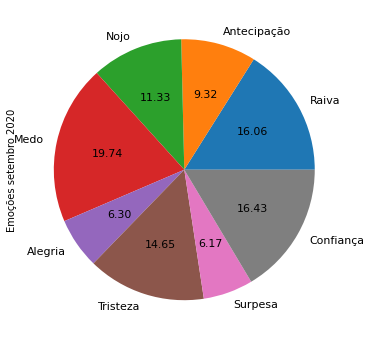 Nojo
Antecipação
11.33
9.32
Raiva
16.06
Medo
19.74
Emoções setembro 2020
16.43
Confiança
Alegria
6.30
14.65
6.17
Tristeza
Surpesa